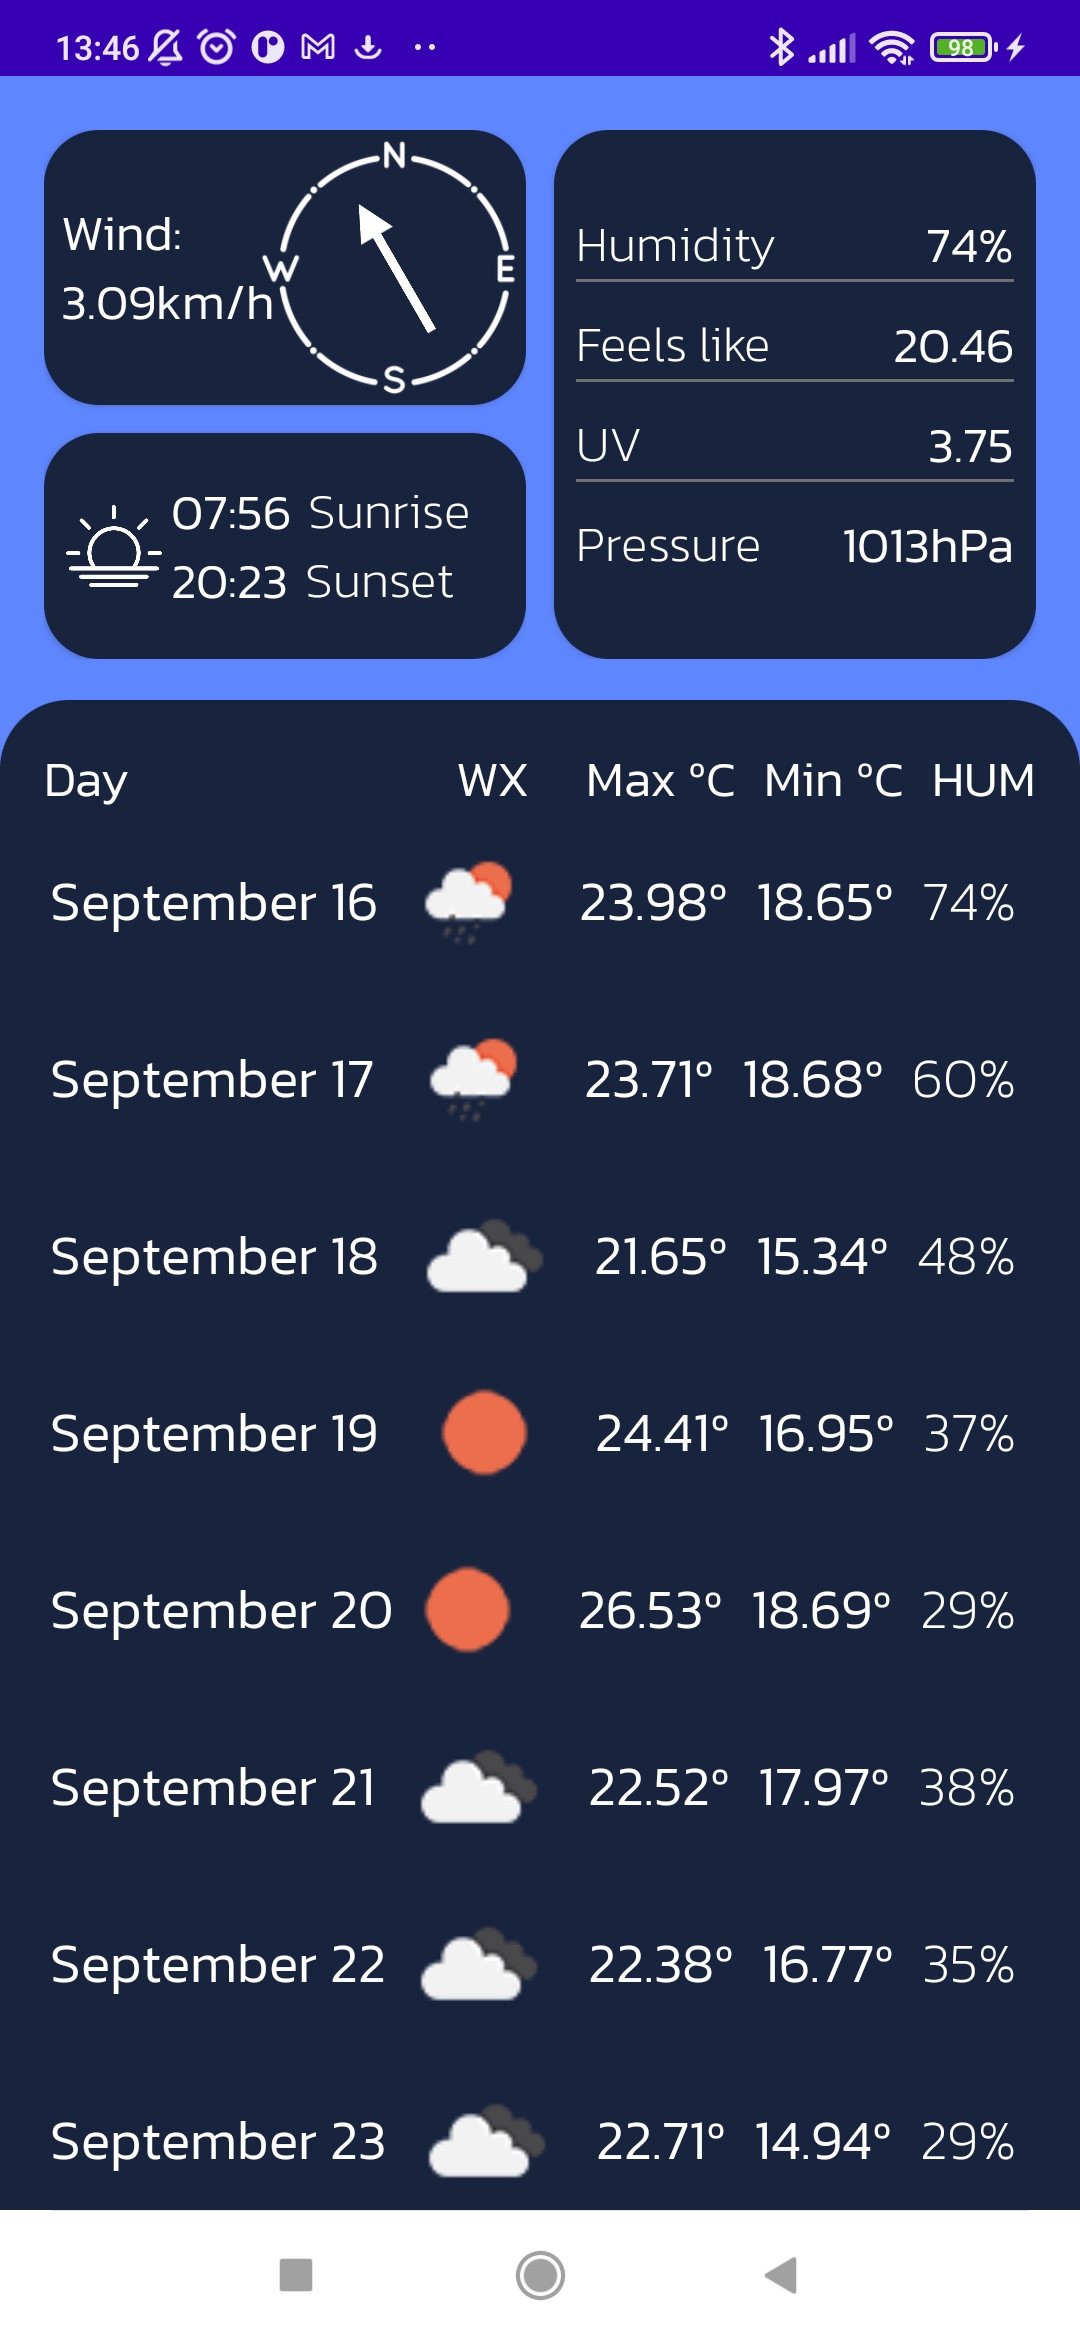 13:46
98
N
Wind:
W
E
3.09km/h
S
07:56 Sunrise
20:23 Sunset
Humidity 74%
Feels like 20.46
UV 3.75
Pressure 1013hPa
Day WX Max °C Min °C HUM
September 16 23.98° 18.65° 74%
September 17 23.71° 18.68° 60%
September 18 21.65° 15.34° 48%
September 19 24.41° 16.95° 37%
September 20 26.53° 18.69° 29%
September 21 22.52° 17.97° 38%
September 22 22.38° 16.77° 35%
September 23 22.71° 14.94° 29%